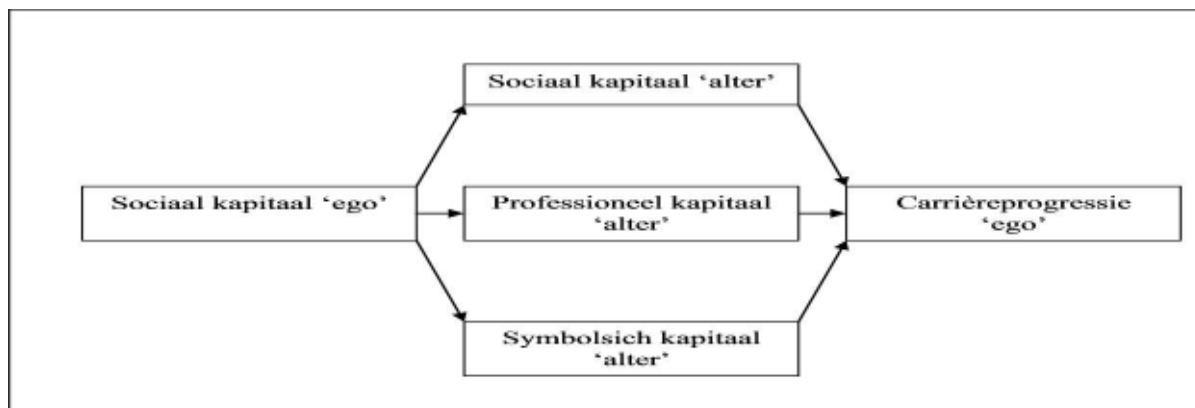 Sociaal kapitaal ‘alter’
Sociaal kapitaal ‘ego’
Professioneel kapitaal
‘alter’
Carrièreprogressie
‘ego’
Symbolsich kapitaal
‘alter’